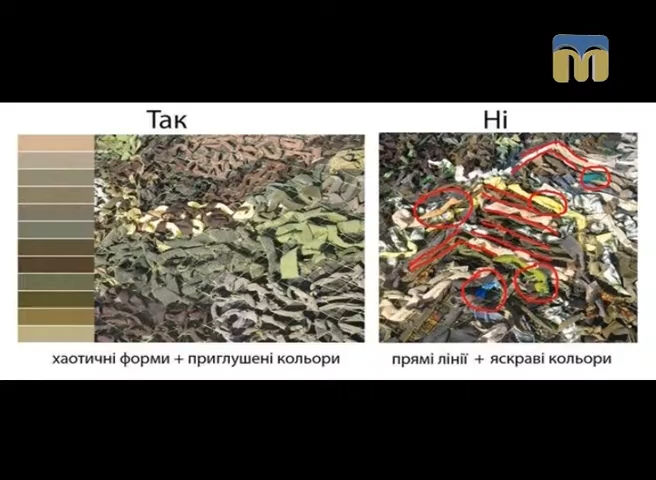 Так
Ні
хаотичні форми + приглушені кольори
прямі лінії + яскраві кольори